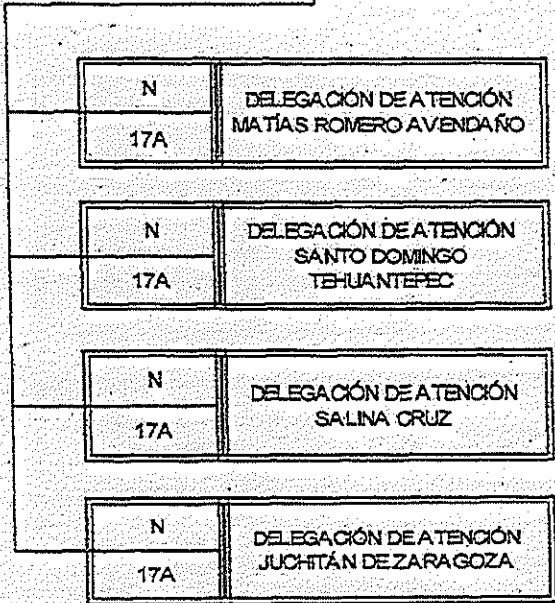 N
17A
DELEGACIÓN DE ATENCIÓN
MATÍAS ROMERO AVENDAÑO
N
17A
DELEGACIÓN DE ATENCIÓN
SANTO DOMINGO
TEHUANTEPEC
N
17A
DELEGACIÓN DE ATENCIÓN
SALINA CRUZ
N
17A
DELEGACIÓN DE ATENCIÓN
JUCHITÁN DE ZARAGOZA